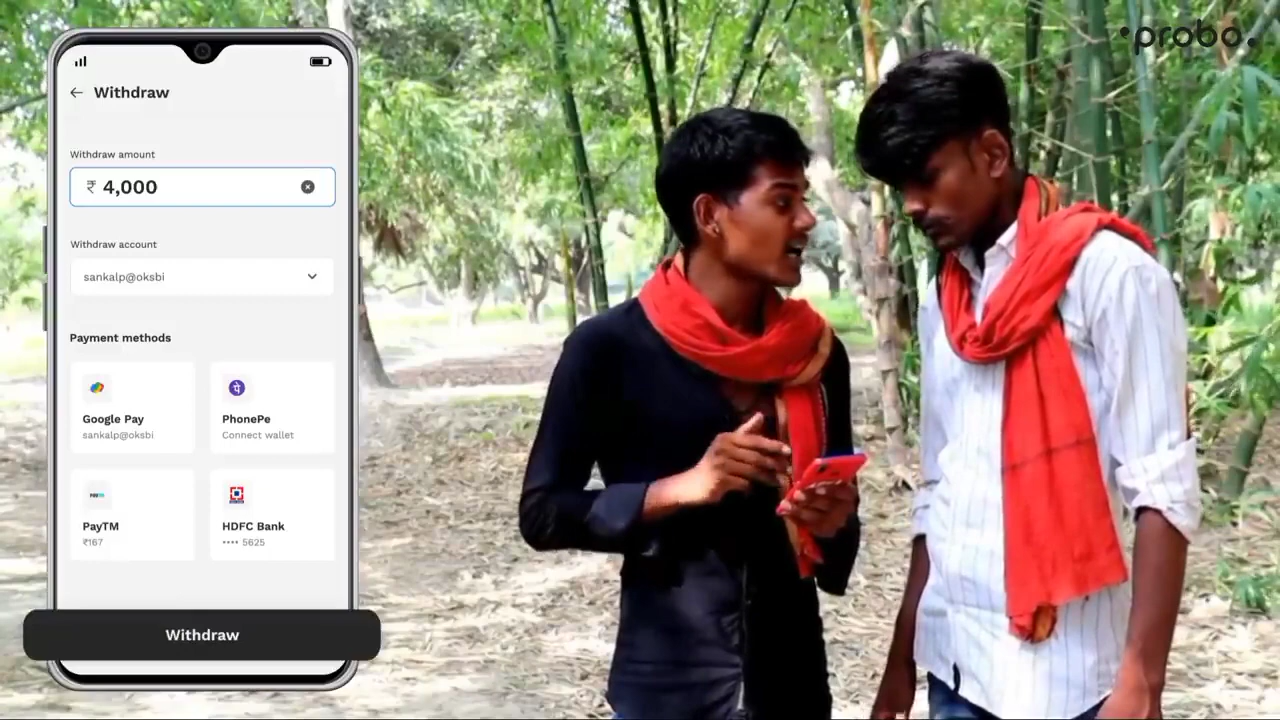 probo.
Withdraw
Withdraw amount
₹ 4,000
Withdraw account
sankalp@oksbi
Payment methods
Google Pay
sankalp@oksbi
पे
PhonePe
Connect wallet
PayTM
PayTM
₹167
HDFC Bank
•••• 5625
Withdraw